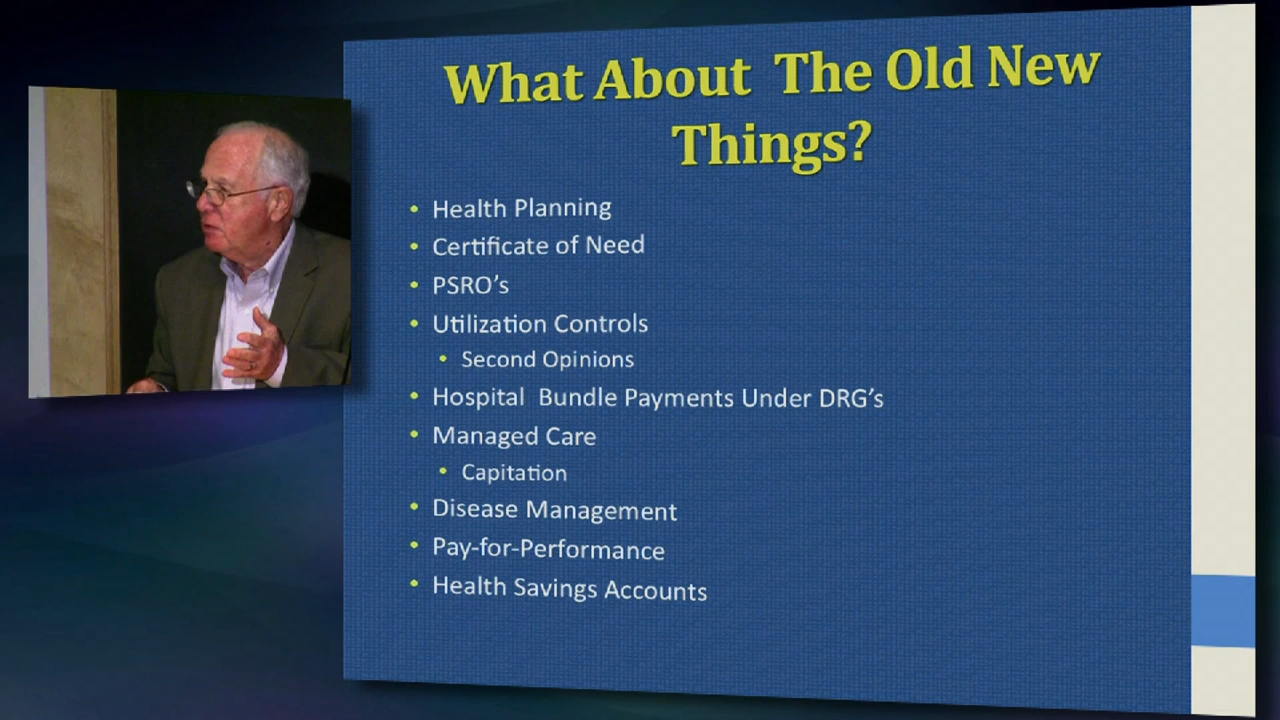 What About  The Old New
Things?
• Health Planning
• Certificate of Need
• PSRO’s
• Utilization Controls
• Second Opinions
• Hospital  Bundle Payments Under DRG’s
• Managed Care
• Capitation
• Disease Management
• Pay-for-Performance
• Health Savings Accounts